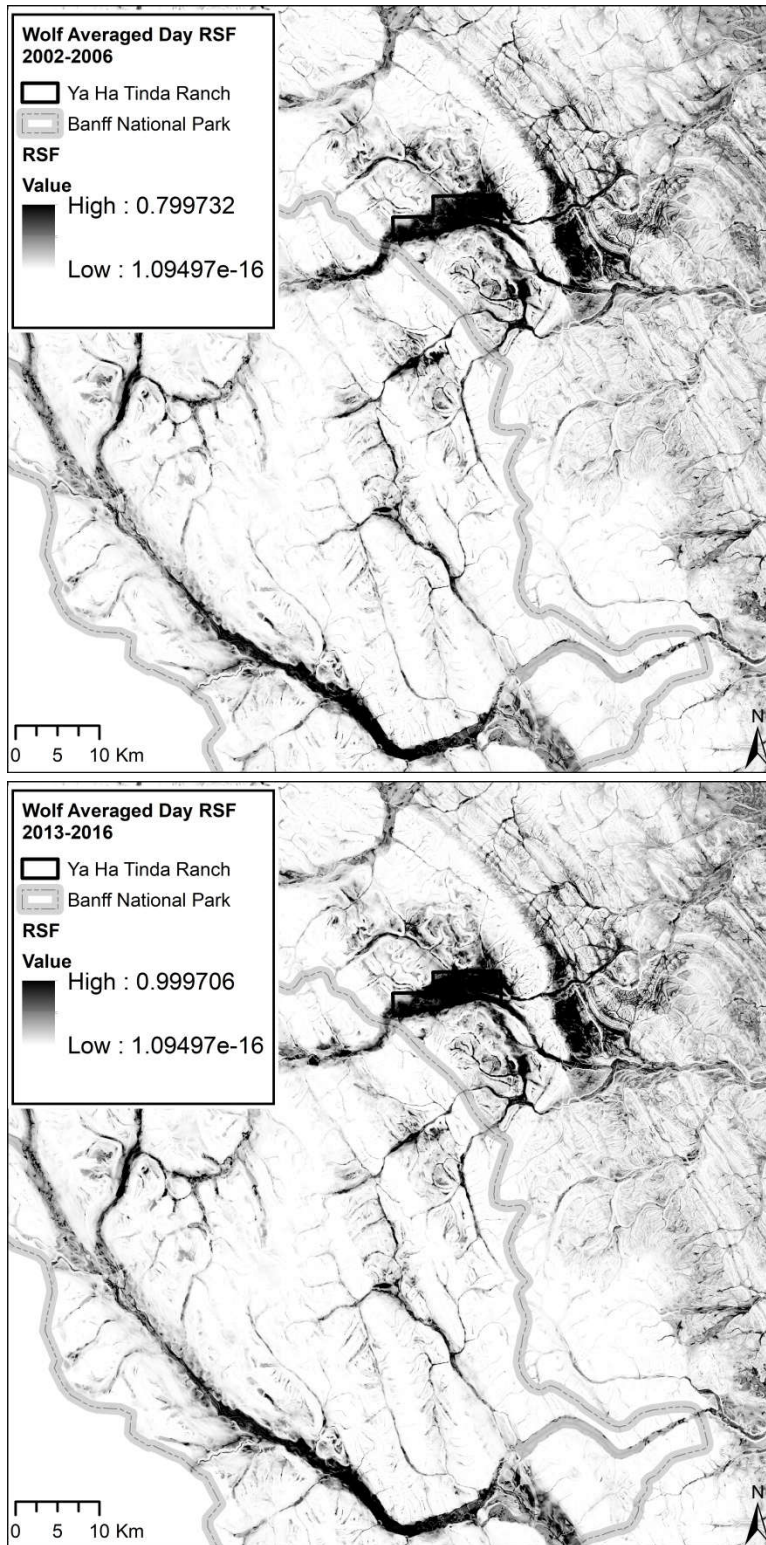 Wolf Averaged Day RSF
2002-2006
Ya Ha Tinda Ranch
Banff National Park
RSF
Value
High : 0.799732
Low : 1.09497e-16
0 5 10 Km
N
Wolf Averaged Day RSF
2013-2016
Ya Ha Tinda Ranch
Banff National Park
RSF
Value
High : 0.999706
Low : 1.09497e-16
0 5 10 Km
N